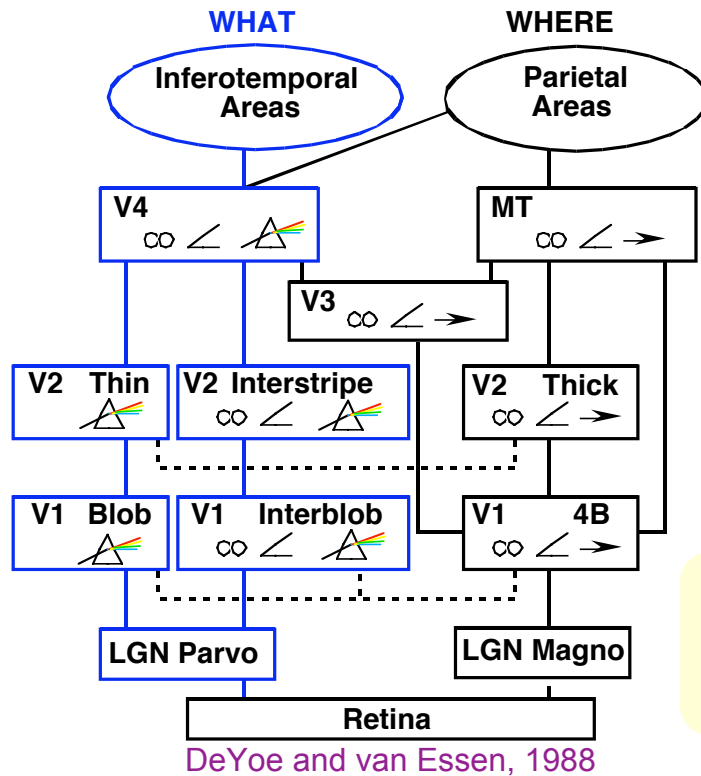 WHAT WHERE
Inferotemporal Areas
Parietal Areas
V4
MT
V3
V2 Thin
V2 Interstripe
V2 Thick
V1 Blob
V1 Interblob
V1 4B
LGN Parvo
LGN Magno
Retina
DeYoe and van Essen, 1988